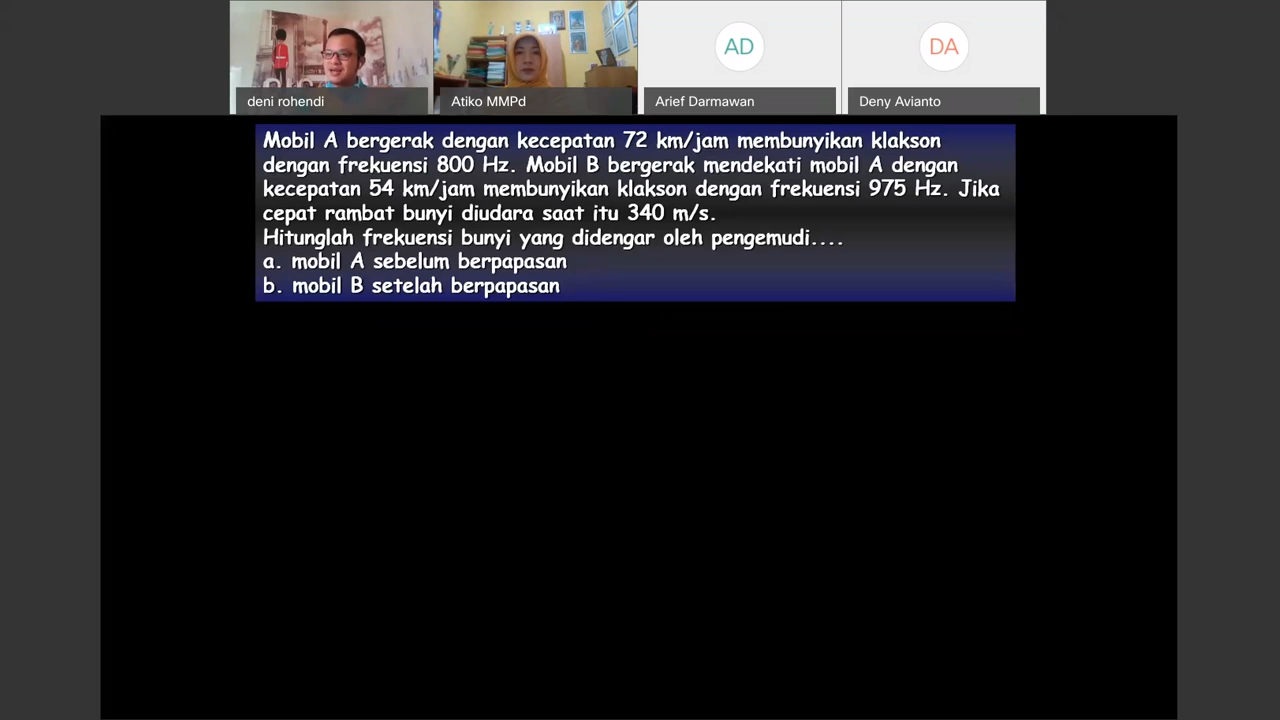 deni rohendi
Atiko MMPd
AD
Arief Darmawan
DA
Deny Avianto
Mobil A bergerak dengan kecepatan 72 km/jam membunyikan klakson
dengan frekuensi 800 Hz. Mobil B bergerak mendekati mobil A dengan
kecepatan 54 km/jam membunyikan klakson dengan frekuensi 975 Hz. Jika
cepat rambat bunyi diudara saat itu 340 m/s.
Hitunglah frekuensi bunyi yang didengar oleh pengemudi....
a. mobil A sebelum berpapasan
b. mobil B setelah berpapasan